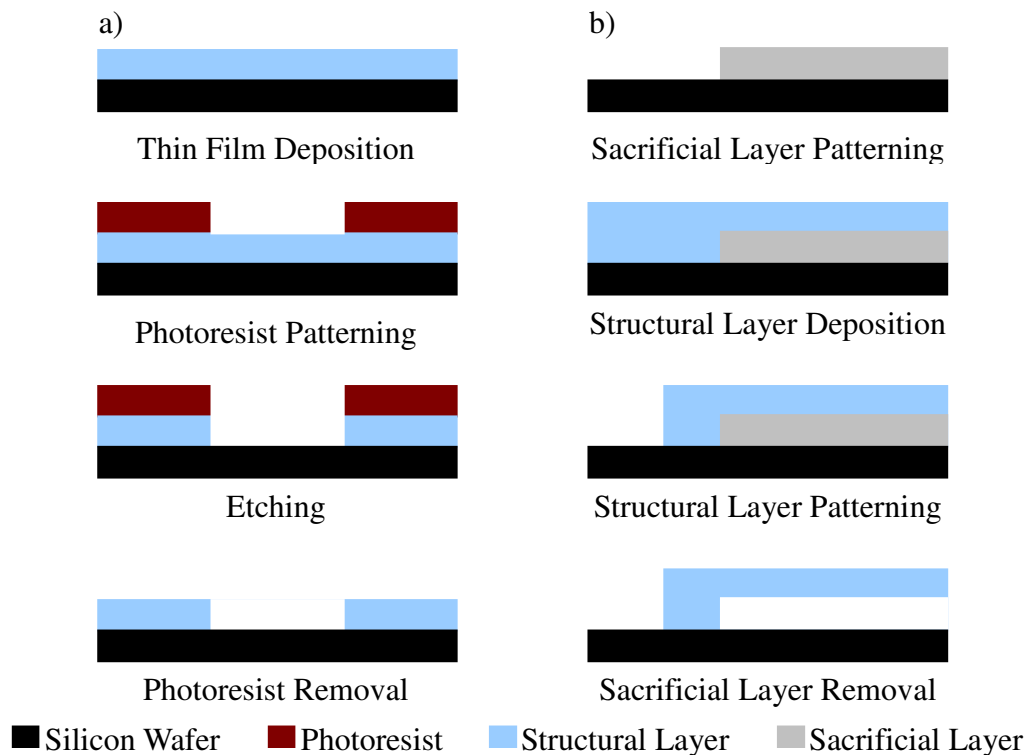 a)
Thin Film Deposition
Photoresist Patterning
Etching
Photoresist Removal
b)
Sacrificial Layer Patterning
Structural Layer Deposition
Structural Layer Patterning
Sacrificial Layer Removal
Silicon Wafer Photoresist Structural Layer Sacrificial Layer